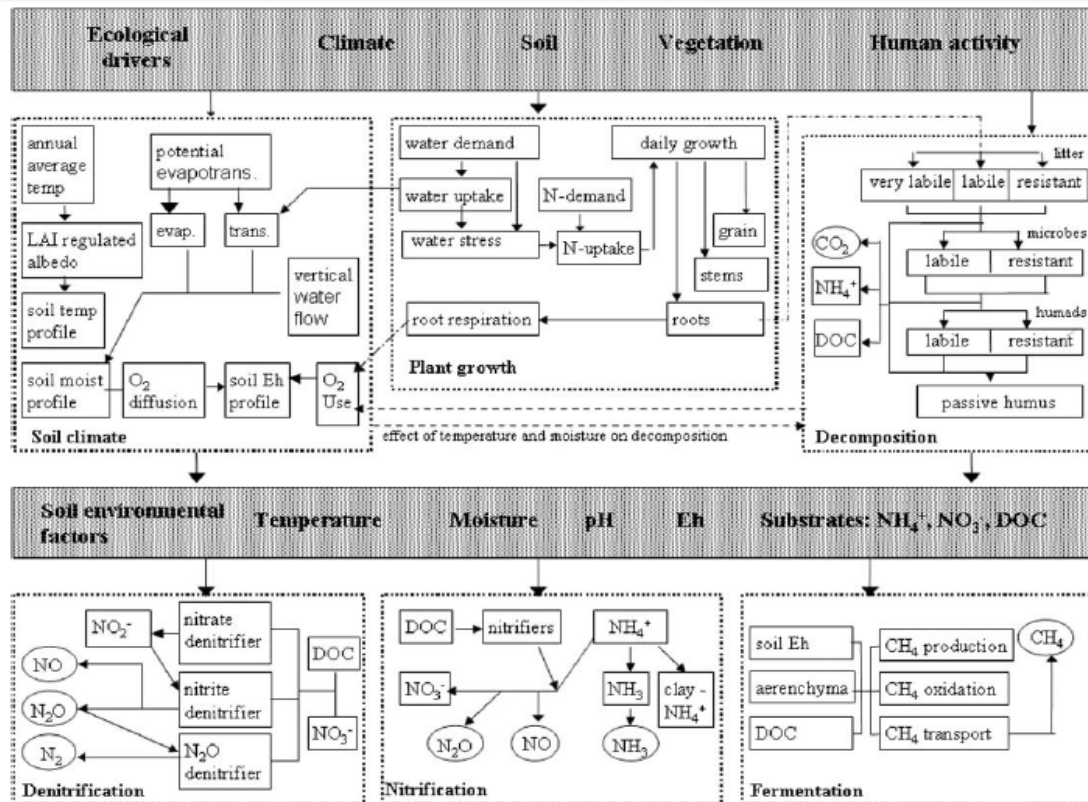 Ecological
drivers
Climate
Soil
Vegetation
Human activity
annual
average
temp
potential
evapotrans.
LAI regulated
albedo
evap.
trans.
vertical
water
flow
soil temp
profile
soil moist
profile
O₂
diffusion
soil Eh
profile
O₂
Use
Soil climate
water demand
daily growth
water uptake
N-demand
water stress
N-uptake
grain
stems
root respiration
roots
Plant growth
litter
very labile
labile
resistant
microbes
CO₂
labile
resistant
NH₄⁺
humads
DOC
labile
resistant
passive humus
Decomposition
effect of temperature and moisture on decomposition
Soil environmental
factors
Temperature
Moisture
pH
Eh
Substrates: NH₄⁺, NO₃⁻, DOC
NO₂⁻
nitrate
denitrifier
DOC
NO
nitrite
denitrifier
N₂O
NO₃⁻
N₂
N₂O
denitrifier
Denitrification
DOC
nitrifiers
NH₄⁺
NO₃⁻
NH₃
clay -
NH₄⁺
N₂O
NO
NH₃
Nitrification
soil Eh
CH₄ production
CH₄
aerenchyma
CH₄ oxidation
DOC
CH₄ transport
Fermentation